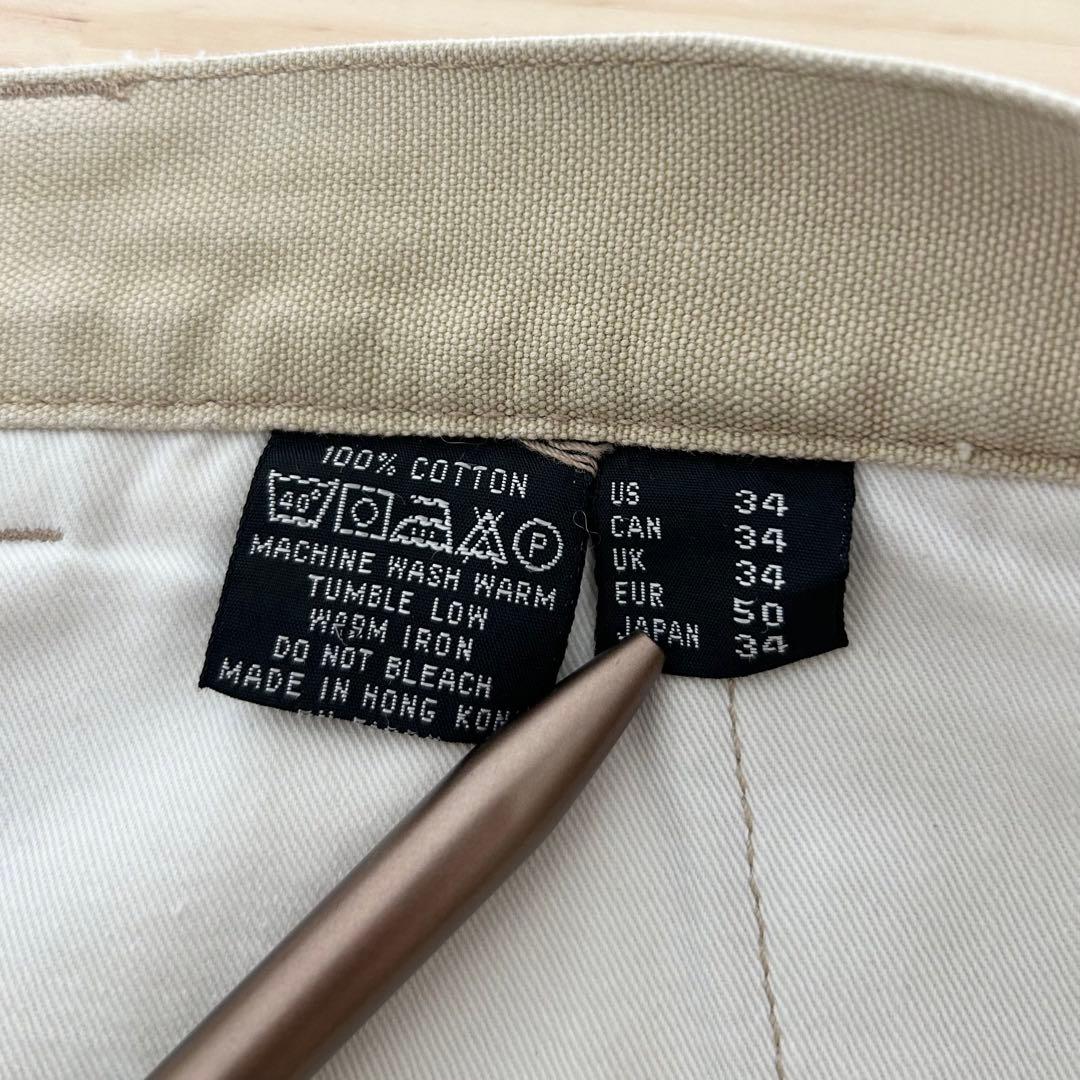 100% COTTON
40° P
MACHINE WASH WARM
TUMBLE LOW
WARM IRON
DO NOT BLEACH
MADE IN HONG KONG
US 34
CAN 34
UK 34
EUR 50
JAPAN 34